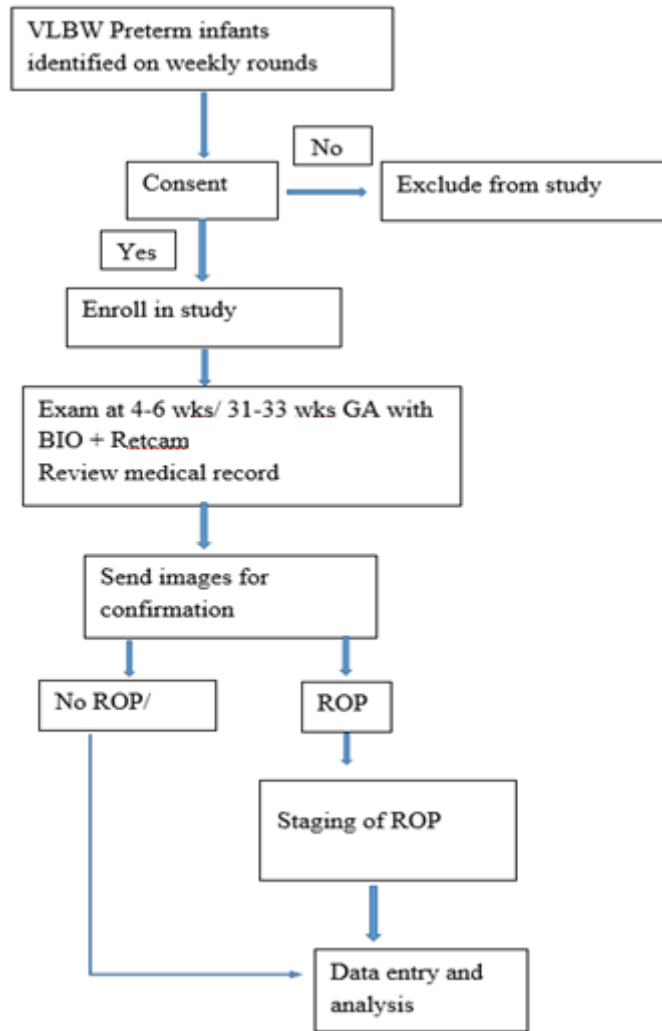 VLBW Preterm infants
identified on weekly rounds
No
Consent
Exclude from study
Yes
Enroll in study
Exam at 4-6 wks/ 31-33 wks GA with
BIO + Retcam
Review medical record
Send images for
confirmation
No ROP/
ROP
Staging of ROP
Data entry and
analysis